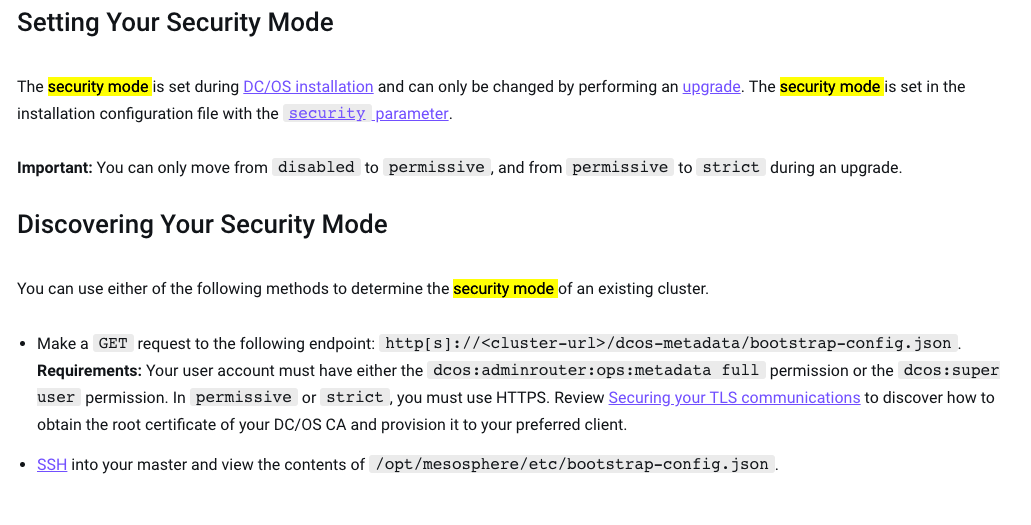 Setting Your Security Mode
The security mode is set during DC/OS installation and can only be changed by performing an upgrade. The security mode is set in the
installation configuration file with the security parameter.
Important: You can only move from disabled to permissive, and from permissive to strict during an upgrade.
Discovering Your Security Mode
You can use either of the following methods to determine the security mode of an existing cluster.
• Make a GET request to the following endpoint: http[s]://<cluster-url>/dcos-metadata/bootstrap-config.json.
Requirements: Your user account must have either the dcos:adminrouter:ops:metadata full permission or the dcos:super
user permission. In permissive or strict, you must use HTTPS. Review Securing your TLS communications to discover how to
obtain the root certificate of your DC/OS CA and provision it to your preferred client.
• SSH into your master and view the contents of /opt/mesosphere/etc/bootstrap-config.json.